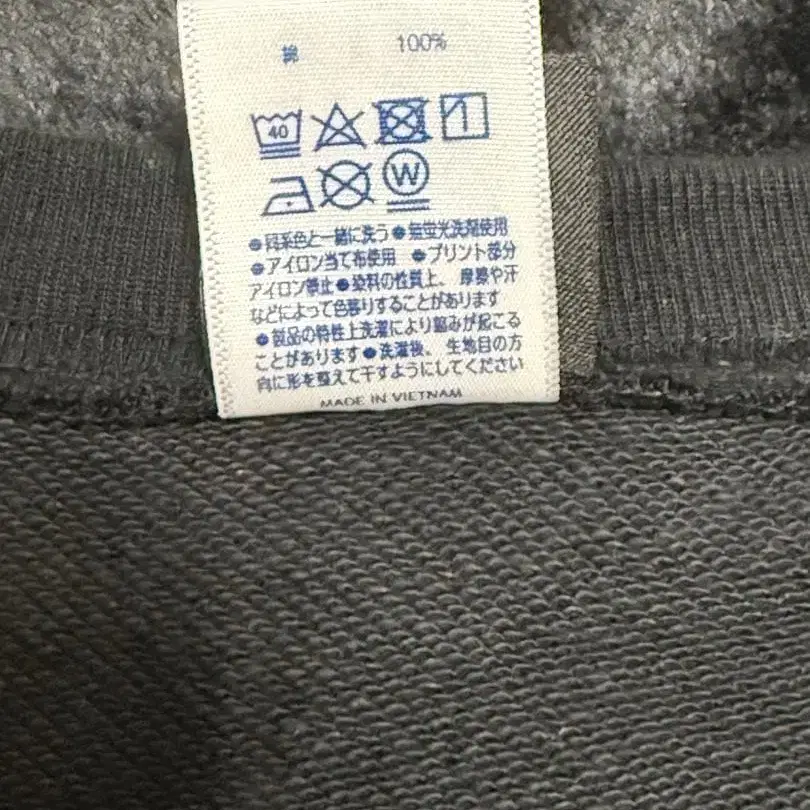 綿 100%
40
W
●同系色と一緒に洗う●無蛍光洗剤使用
●アイロン当て布使用 ●プリント部分
アイロン禁止●染料の性質上、摩擦や汗
などによって色移りすることがあります
●製品の特性上洗濯により縮みが起こる
ことがあります●洗濯後、生地目の方
向に形を整えて干すようにしてください
MADE IN VIETNAM